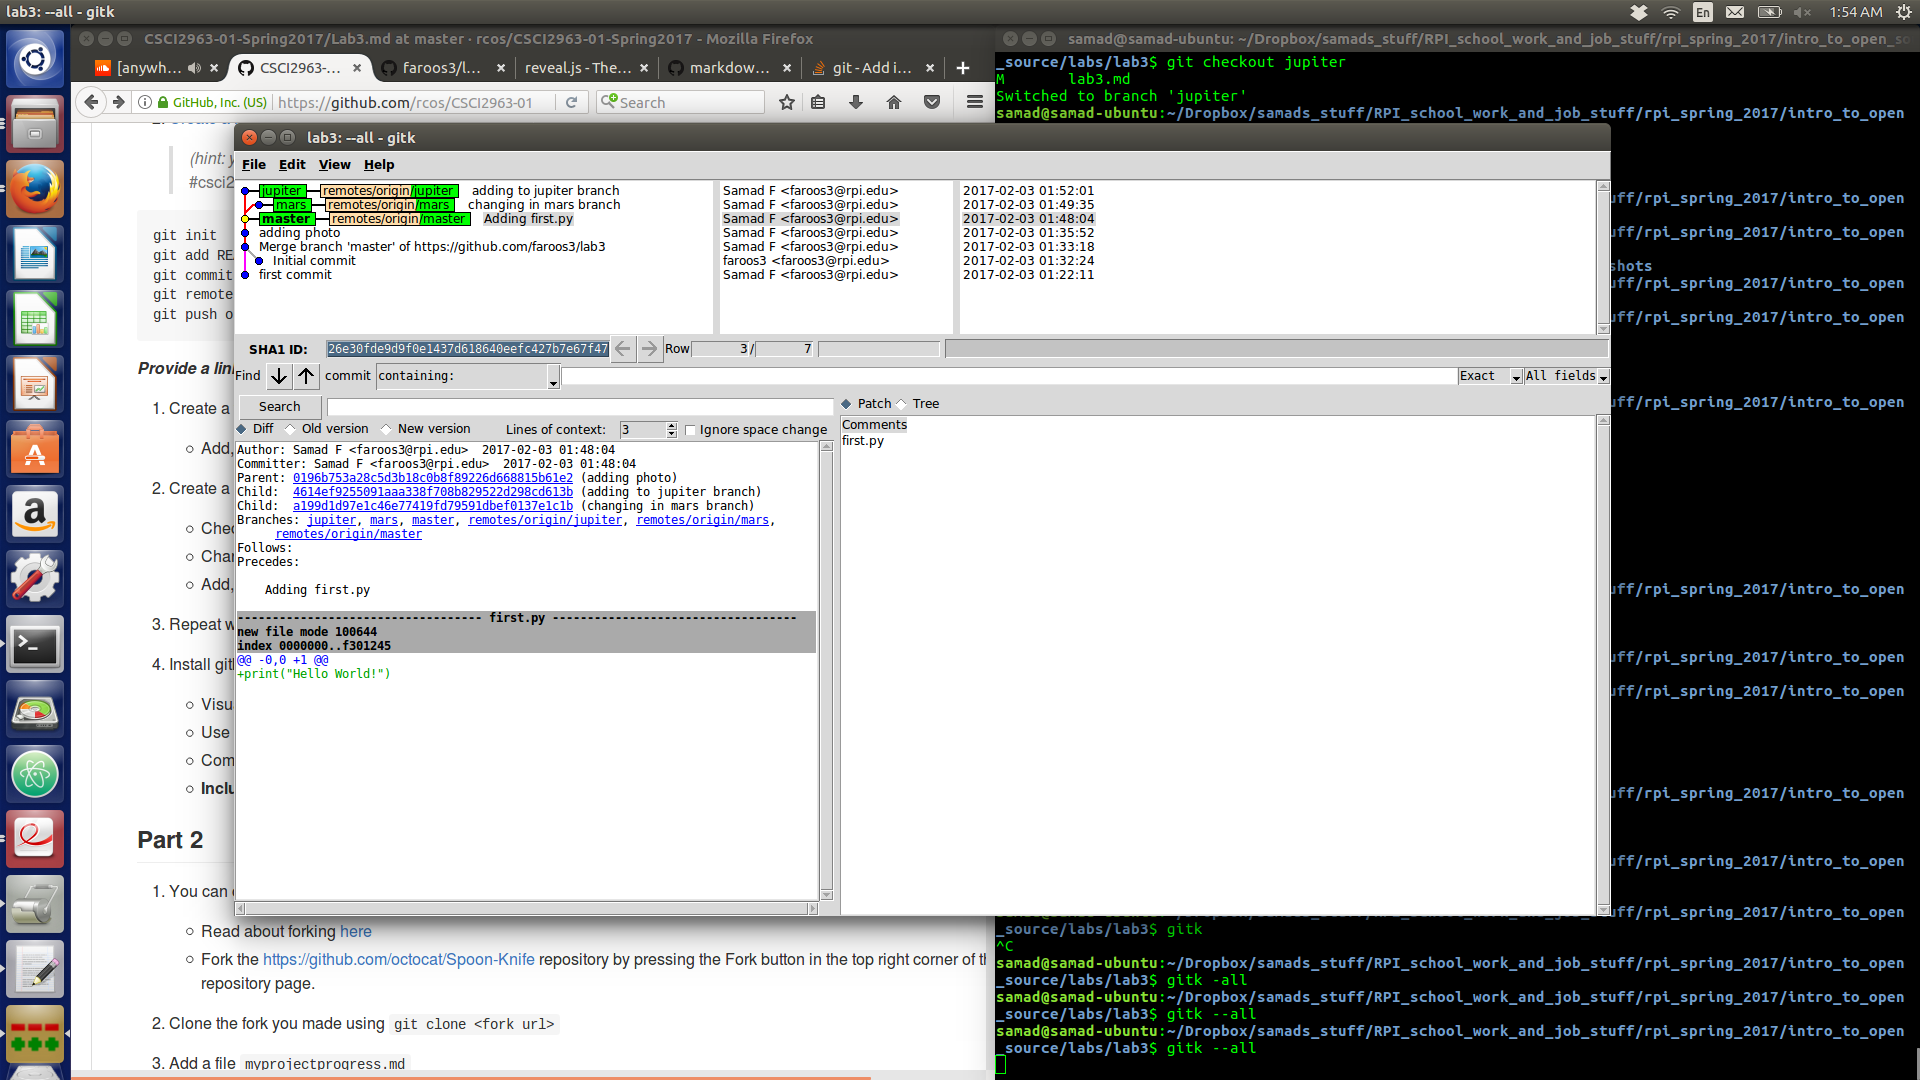 lab3: --all - gitk
En
1:54 AM
CSCI2963-01-Spring2017/Lab3.md at master · rcos/CSCI2963-01-Spring2017 - Mozilla Firefox
[anywh...
CSCI2963-...
faroos3/l...
reveal.js - The...
markdow...
git - Add i...
GitHub, Inc. (US)
https://github.com/rcos/CSCI2963-01
Search
(hint: y
#csci2
git init
git add RE
git commit
git remote
git push o
Provide a lin
1. Create a
Add,
2. Create a
Chec
Chan
Add,
3. Repeat w
4. Install git
Visua
Use
Com
Inclu
Part 2
1. You can
Read about forking here
Fork the https://github.com/octocat/Spoon-Knife repository by pressing the Fork button in the top right corner of th
repository page.
2. Clone the fork you made using git clone <fork url>
3. Add a file myprojectprogress.md
lab3: --all - gitk
File Edit View Help
jupiter remotes/origin/jupiter adding to jupiter branch Samad F <faroos3@rpi.edu> 2017-02-03 01:52:01
mars remotes/origin/mars changing in mars branch Samad F <faroos3@rpi.edu> 2017-02-03 01:49:35
master remotes/origin/master Adding first.py Samad F <faroos3@rpi.edu> 2017-02-03 01:48:04
adding photo Samad F <faroos3@rpi.edu> 2017-02-03 01:35:52
Merge branch 'master' of https://github.com/faroos3/lab3 Samad F <faroos3@rpi.edu> 2017-02-03 01:33:18
Initial commit faroos3 <faroos3@rpi.edu> 2017-02-03 01:32:24
first commit Samad F <faroos3@rpi.edu> 2017-02-03 01:22:11
SHA1 ID: 26e30fde9d9f0e1437d618640eefc427b7e67f47 Row 3 / 7
Find commit containing: Exact All fields
Search
Patch Tree
Diff Old version New version Lines of context: 3 Ignore space change
Comments
first.py
Author: Samad F <faroos3@rpi.edu> 2017-02-03 01:48:04
Committer: Samad F <faroos3@rpi.edu> 2017-02-03 01:48:04
Parent: 0196b753a28c5d3b18c0b8f89226d668815b61e2 (adding photo)
Child: 4614ef9255091aaa338f708b829522d298cd613b (adding to jupiter branch)
Child: a199d1d97e1c46e77419fd79591dbef0137e1c1b (changing in mars branch)
Branches: jupiter, mars, master, remotes/origin/jupiter, remotes/origin/mars,
remotes/origin/master
Follows:
Precedes:
Adding first.py
---------------------------------- first.py ----------------------------------
new file mode 100644
index 0000000..f301245
@@ -0,0 +1 @@
+print("Hello World!")
samad@samad-ubuntu: ~/Dropbox/samads_stuff/RPI_school_work_and_job_stuff/rpi_spring_2017/intro_to_open_so
_source/labs/lab3$ git checkout jupiter
M lab3.md
Switched to branch 'jupiter'
samad@samad-ubuntu:~/Dropbox/samads_stuff/RPI_school_work_and_job_stuff/rpi_spring_2017/intro_to_open
uff/rpi_spring_2017/intro_to_open
uff/rpi_spring_2017/intro_to_open
shots
uff/rpi_spring_2017/intro_to_open
uff/rpi_spring_2017/intro_to_open
uff/rpi_spring_2017/intro_to_open
uff/rpi_spring_2017/intro_to_open
uff/rpi_spring_2017/intro_to_open
uff/rpi_spring_2017/intro_to_open
uff/rpi_spring_2017/intro_to_open
uff/rpi_spring_2017/intro_to_open
uff/rpi_spring_2017/intro_to_open
_source/labs/lab3$ gitk
^C
samad@samad-ubuntu:~/Dropbox/samads_stuff/RPI_school_work_and_job_stuff/rpi_spring_2017/intro_to_open
_source/labs/lab3$ gitk -all
samad@samad-ubuntu:~/Dropbox/samads_stuff/RPI_school_work_and_job_stuff/rpi_spring_2017/intro_to_open
_source/labs/lab3$ gitk --all
samad@samad-ubuntu:~/Dropbox/samads_stuff/RPI_school_work_and_job_stuff/rpi_spring_2017/intro_to_open
_source/labs/lab3$ gitk --all